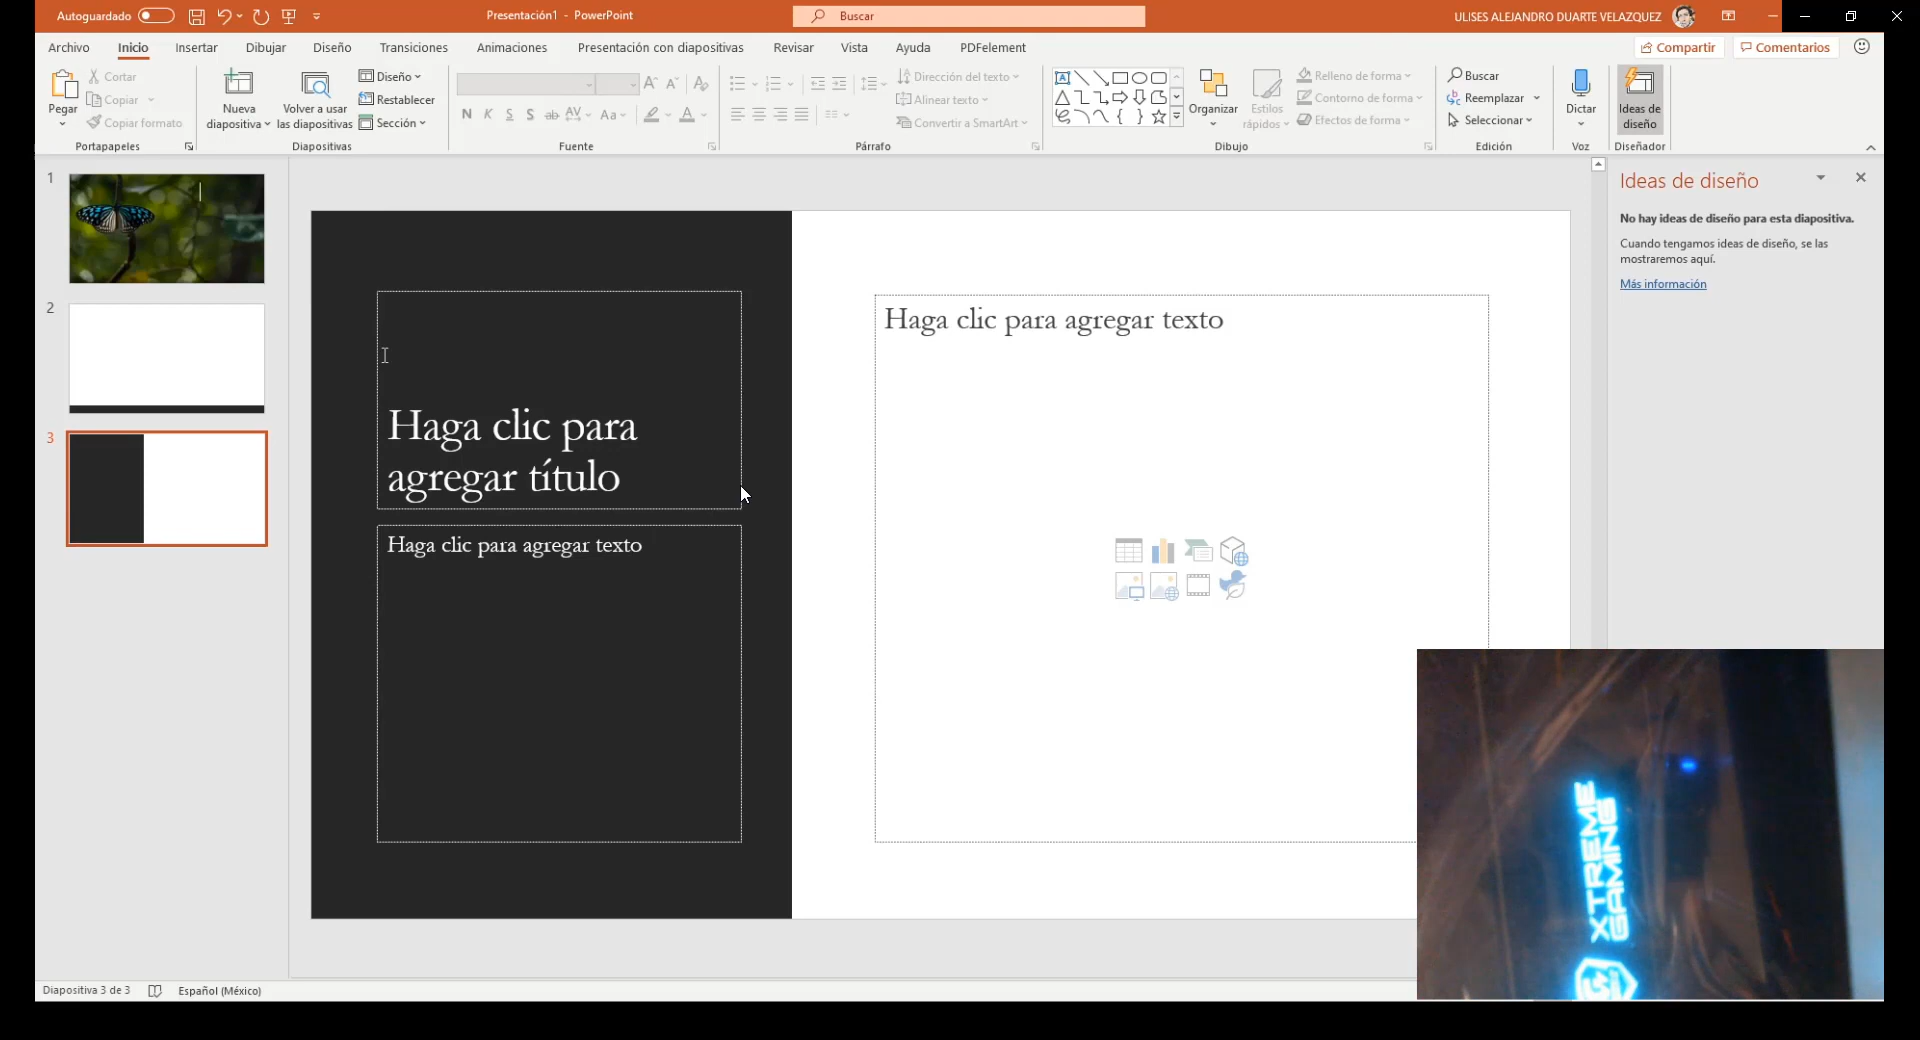 Autoguardado
Presentación1 - PowerPoint
Buscar
ULISES ALEJANDRO DUARTE VELAZQUEZ
Archivo
Inicio
Insertar
Dibujar
Diseño
Transiciones
Animaciones
Presentación con diapositivas
Revisar
Vista
Ayuda
PDFelement
Compartir
Comentarios
Pegar
Cortar
Copiar
Copiar formato
Portapapeles
Nueva
diapositiva
Volver a usar
las diapositivas
Diseño
Restablecer
Sección
Diapositivas
N K S S ab AV Aa A
Fuente
Dirección del texto
Alinear texto
Convertir a SmartArt
Párrafo
Organizar
Estilos
rápidos
Relleno de forma
Contorno de forma
Efectos de forma
Dibujo
Buscar
Reemplazar
Seleccionar
Edición
Dictar
Voz
Ideas de
diseño
Diseñador
1
2
3
Haga clic para
agregar título
Haga clic para agregar texto
Haga clic para agregar texto
Ideas de diseño
No hay ideas de diseño para esta diapositiva.
Cuando tengamos ideas de diseño, se las
mostraremos aquí.
Más información
XTREME
GAMING
Diapositiva 3 de 3
Español (México)